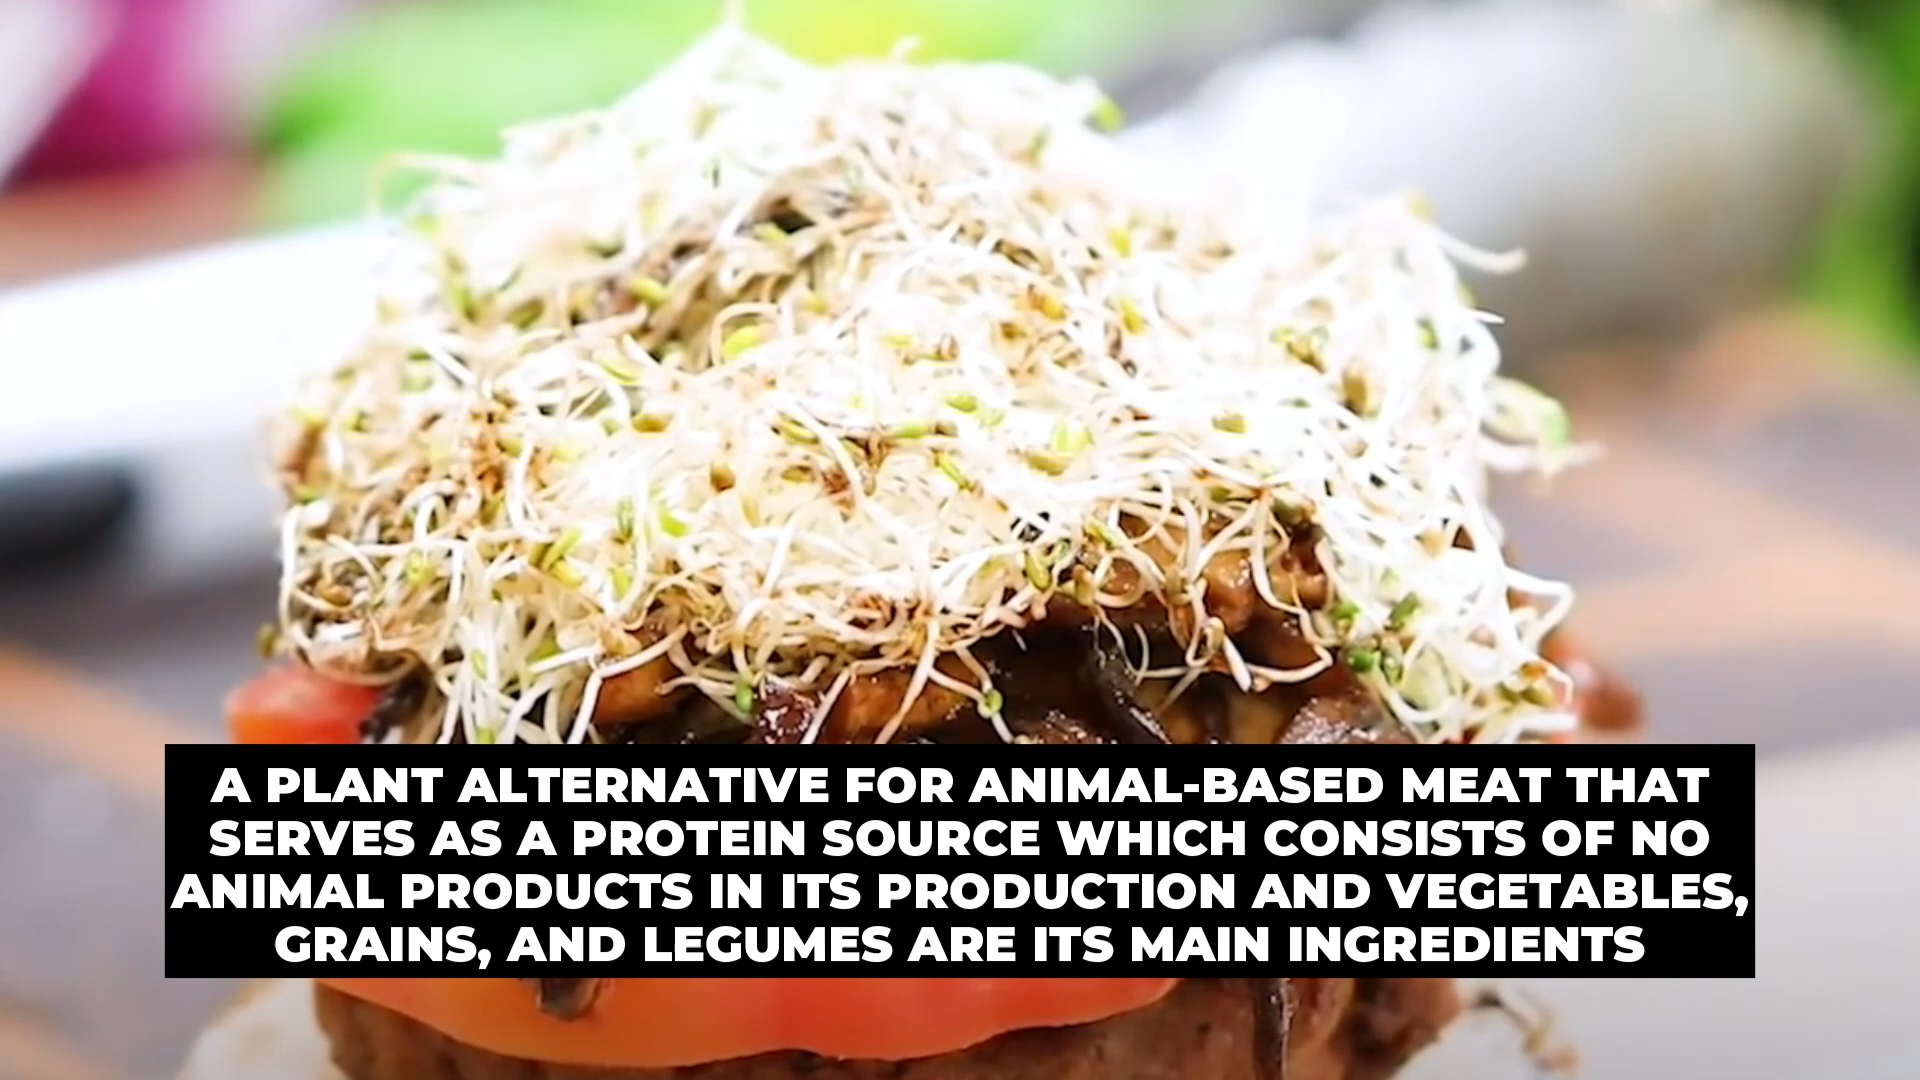 A PLANT ALTERNATIVE FOR ANIMAL-BASED MEAT THAT
SERVES AS A PROTEIN SOURCE WHICH CONSISTS OF NO
ANIMAL PRODUCTS IN ITS PRODUCTION AND VEGETABLES,
GRAINS, AND LEGUMES ARE ITS MAIN INGREDIENTS